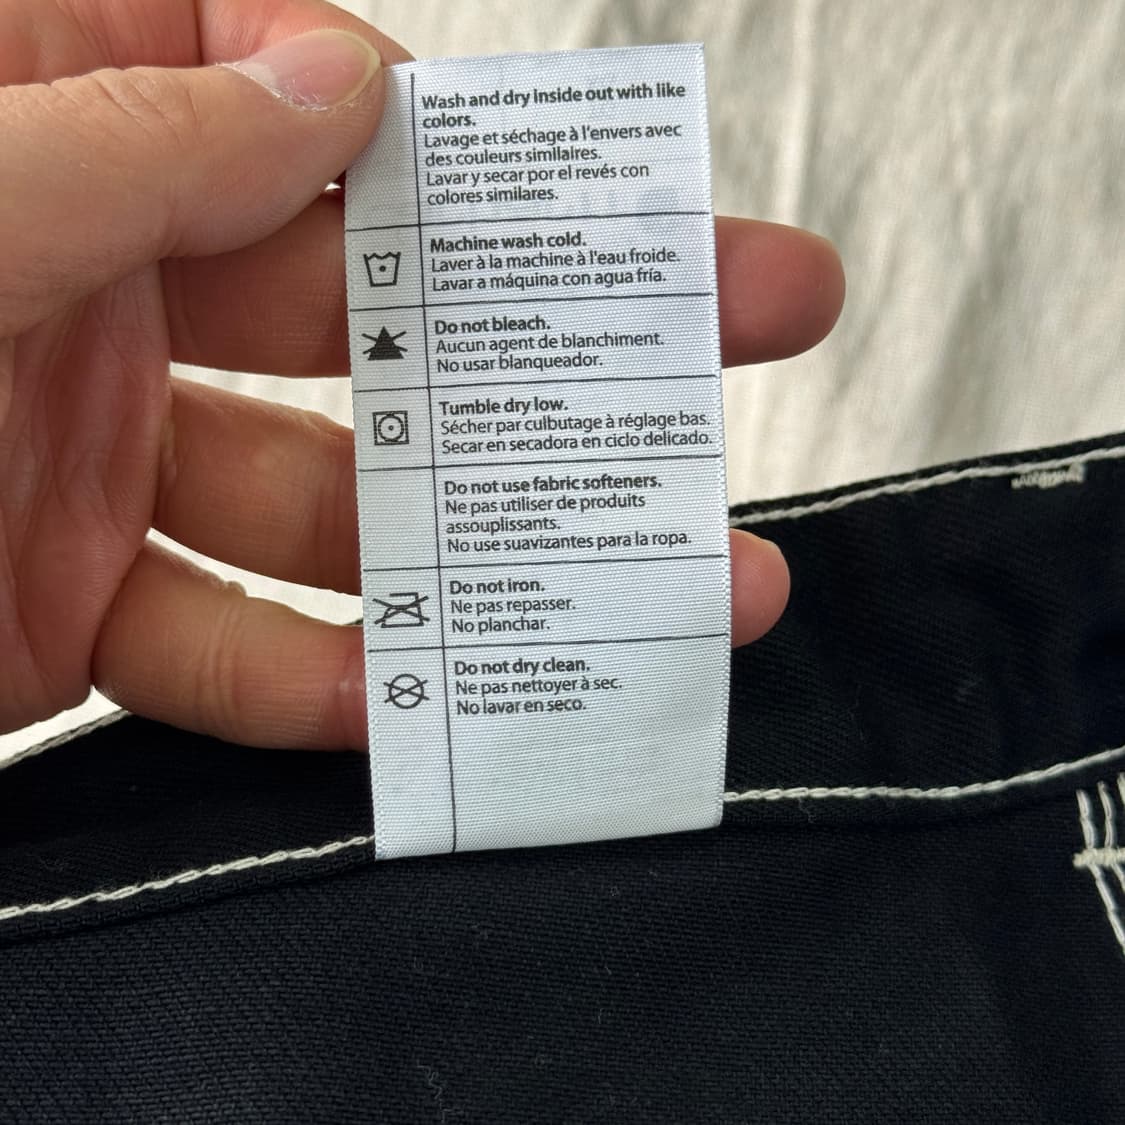 Wash and dry inside out with like
colors.
Lavage et séchage à l'envers avec
des couleurs similaires.
Lavar y secar por el revés con
colores similares.
Machine wash cold.
Laver à la machine à l'eau froide.
Lavar a máquina con agua fría.
Do not bleach.
Aucun agent de blanchiment.
No usar blanqueador.
Tumble dry low.
Sécher par culbutage à réglage bas.
Secar en secadora en ciclo delicado.
Do not use fabric softeners.
Ne pas utiliser de produits
assouplissants.
No use suavizantes para la ropa.
Do not iron.
Ne pas repasser.
No planchar.
Do not dry clean.
Ne pas nettoyer à sec.
No lavar en seco.